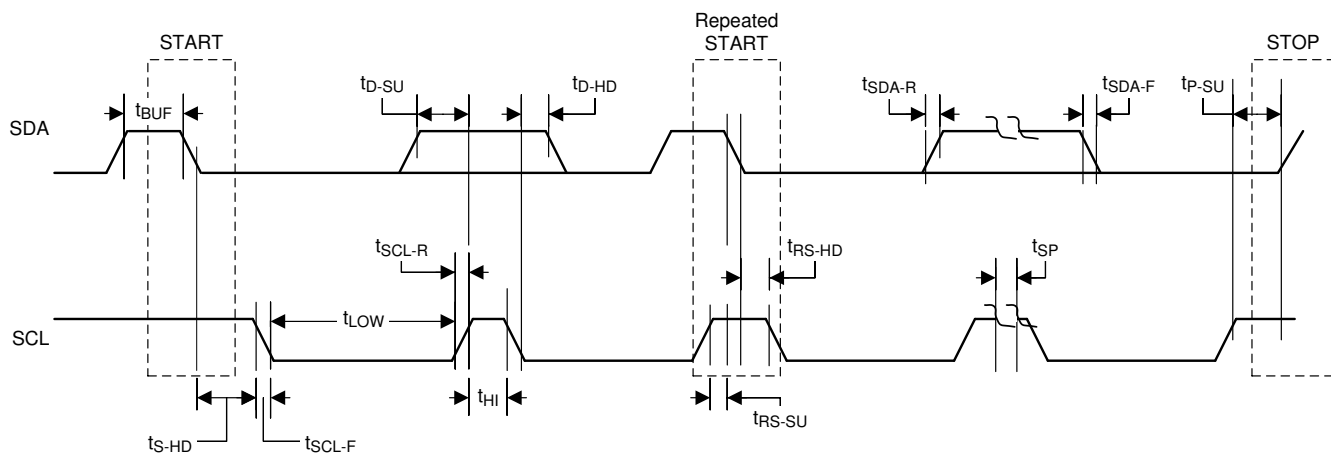 START
Repeated
START
STOP
tD-SU
tD-HD
tSDA-R
tSDA-F
tP-SU
tBUF
SDA
tSCL-R
tRS-HD
tSP
tLOW
SCL
tHI
tRS-SU
tS-HD
tSCL-F